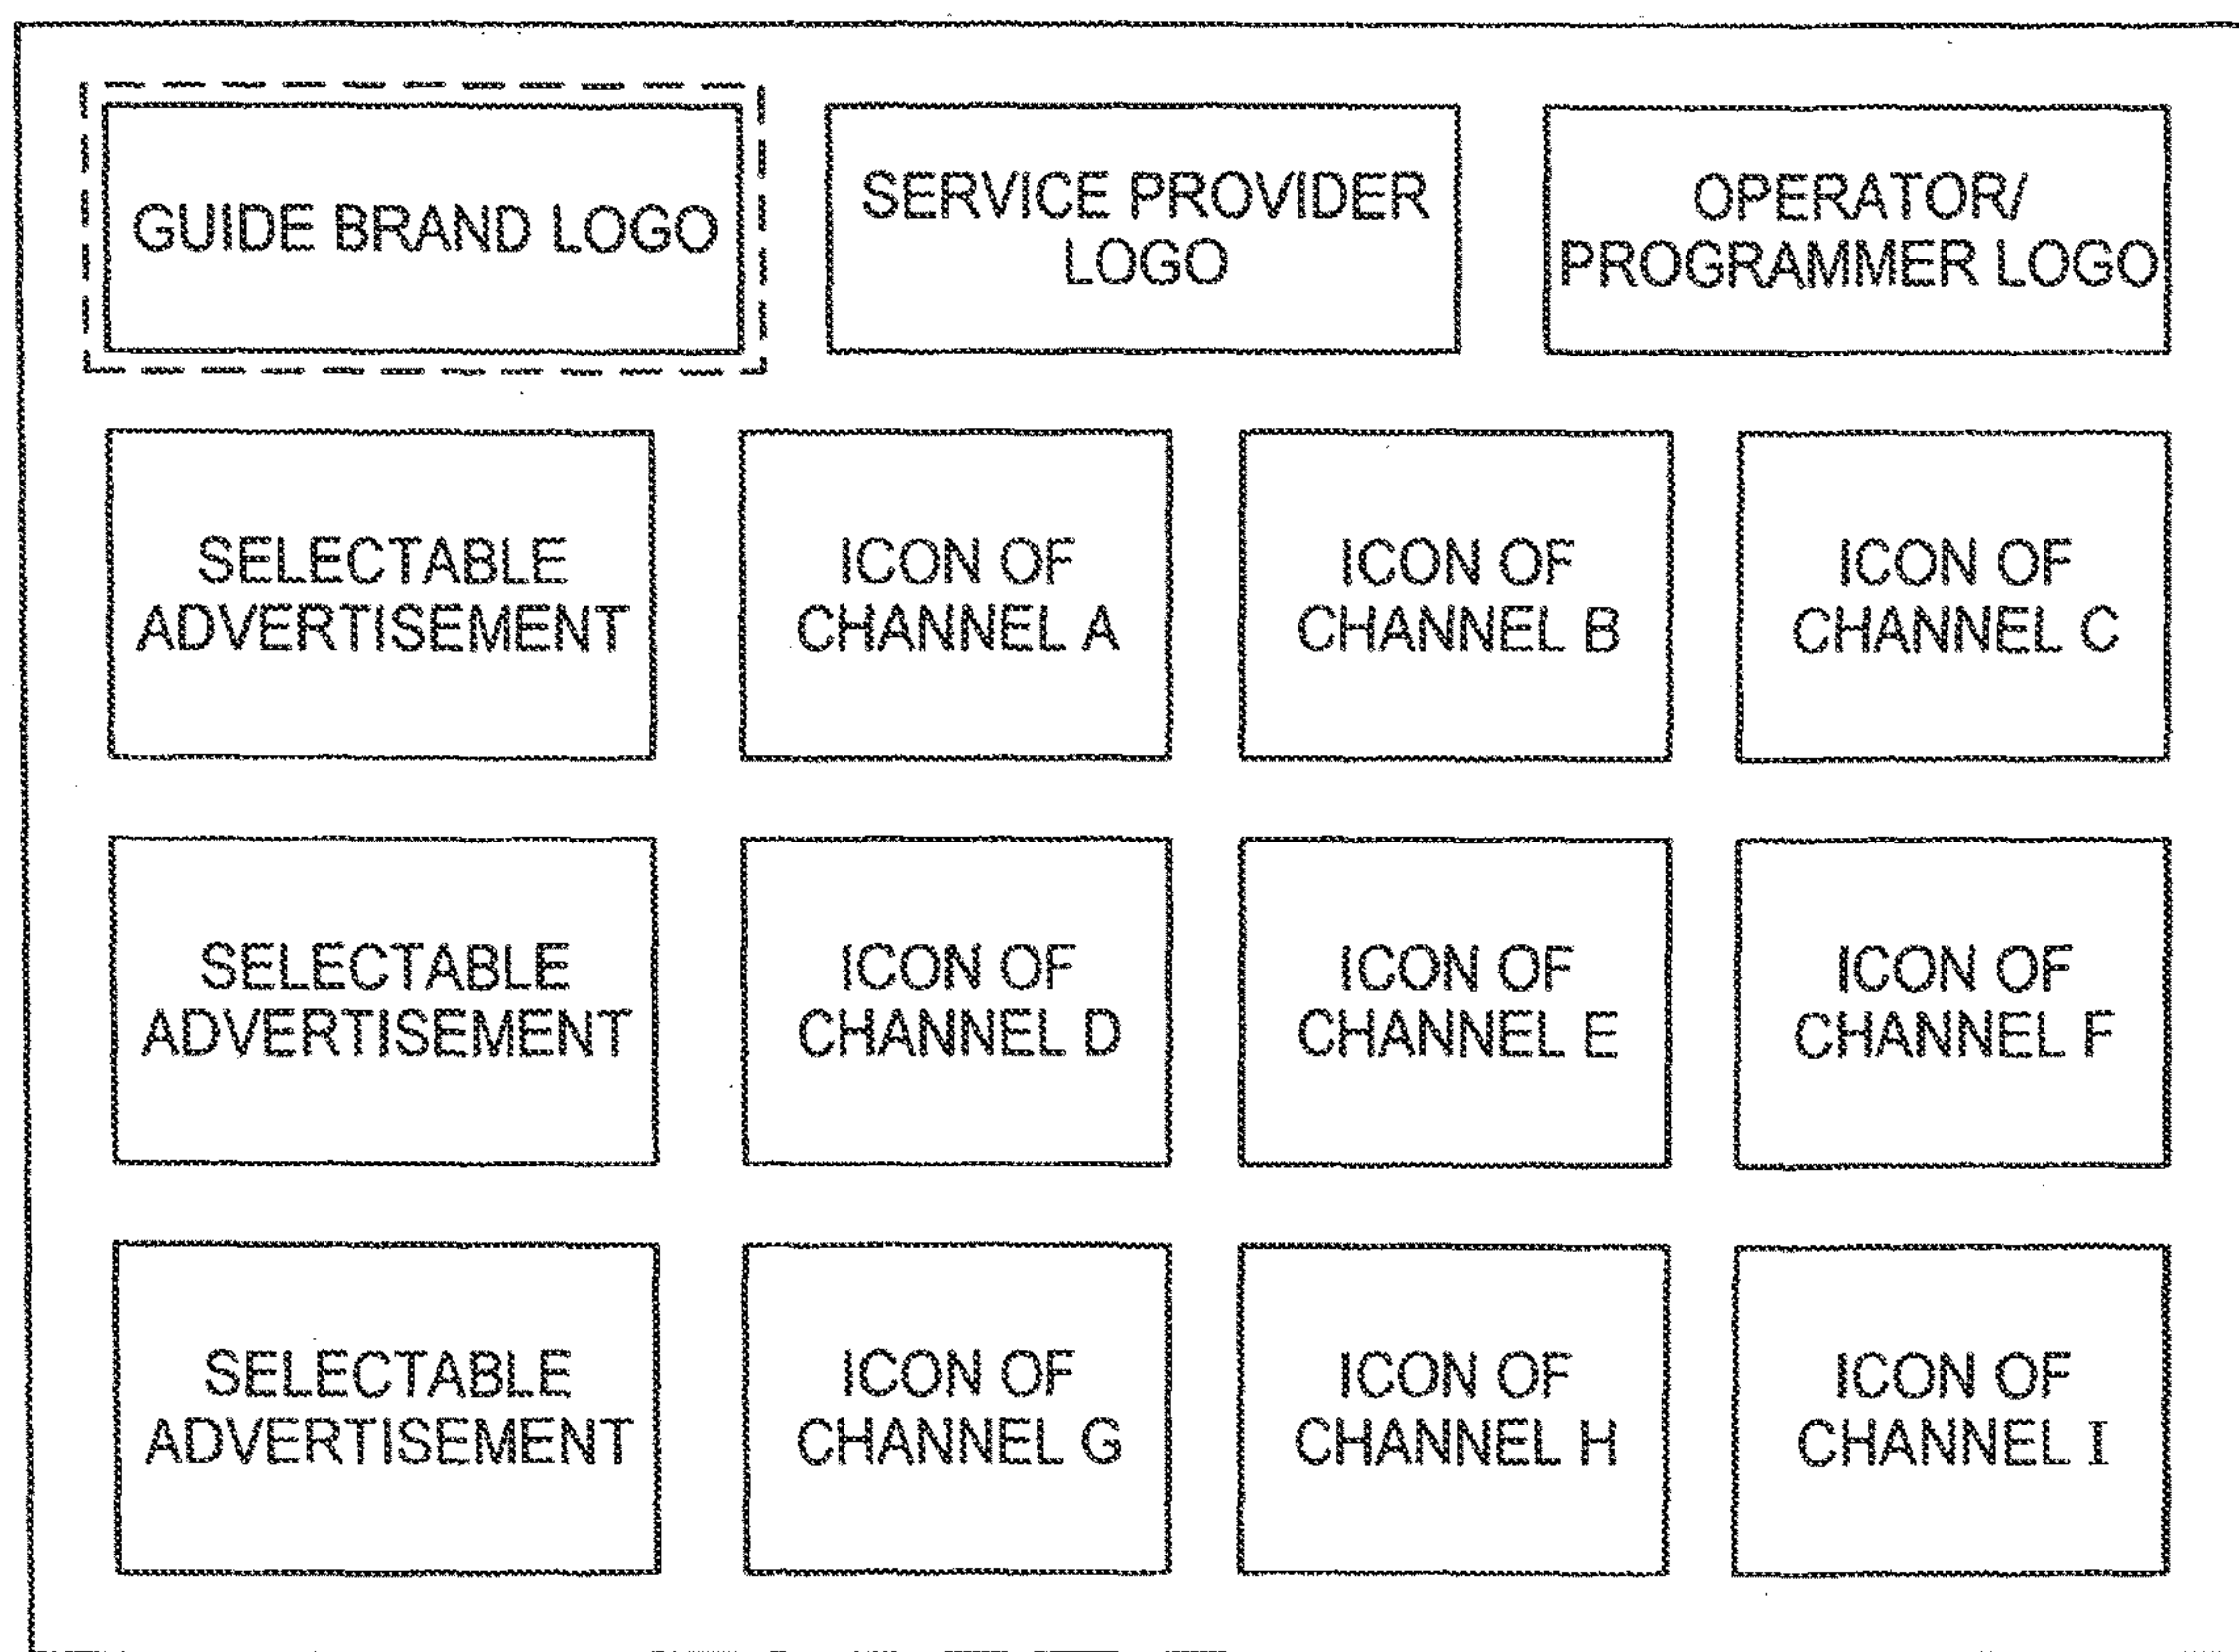 GUIDE BRAND LOGO
SERVICE PROVIDER
LOGO
OPERATOR/
PROGRAMMER LOGO
SELECTABLE
ADVERTISEMENT
ICON OF
CHANNEL A
ICON OF
CHANNEL B
ICON OF
CHANNEL C
SELECTABLE
ADVERTISEMENT
ICON OF
CHANNEL D
ICON OF
CHANNEL E
ICON OF
CHANNEL F
SELECTABLE
ADVERTISEMENT
ICON OF
CHANNEL G
ICON OF
CHANNEL H
ICON OF
CHANNEL I